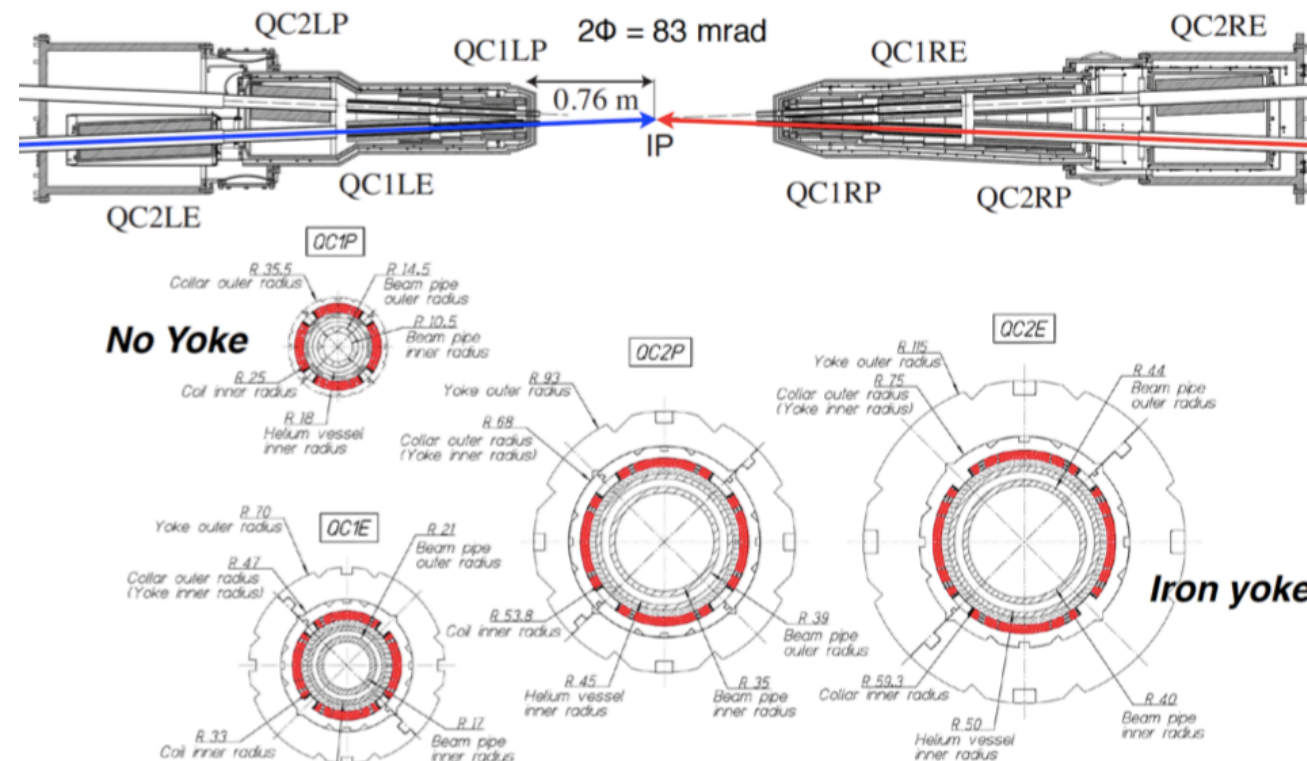 QC2LP
QC1LP
2Φ = 83 mrad
QC1RE
QC2RE
0.76 m
IP
QC1LE
QC2LE
QC1RP
QC2RP
QC1P
R 35.5
Collar outer radius
R 14.5
Beam pipe
outer radius
No Yoke
R 10.5
Beam pipe
inner radius
R 25
Coil inner radius
R 18
Helium vessel
inner radius
QC2P
R 93
Yoke outer radius
R 68
Collar outer radius
(Yoke inner radius)
R 53.8
Coil inner radius
R 45
Helium vessel
inner radius
R 39
Beam pipe
outer radius
R 35
Beam pipe
inner radius
QC2E
R 115
Yoke outer radius
R 75
Collar outer radius
(Yoke inner radius)
R 44
Beam pipe
outer radius
Iron yoke
R 59.3
Collar inner radius
R 50
Helium vessel
inner radius
R 40
Beam pipe
inner radius
QC1E
R 70
Yoke outer radius
R 47
Collar outer radius
(Yoke inner radius)
R 21
Beam pipe
outer radius
R 33
Coil inner radius
R 17
Beam pipe
inner radius